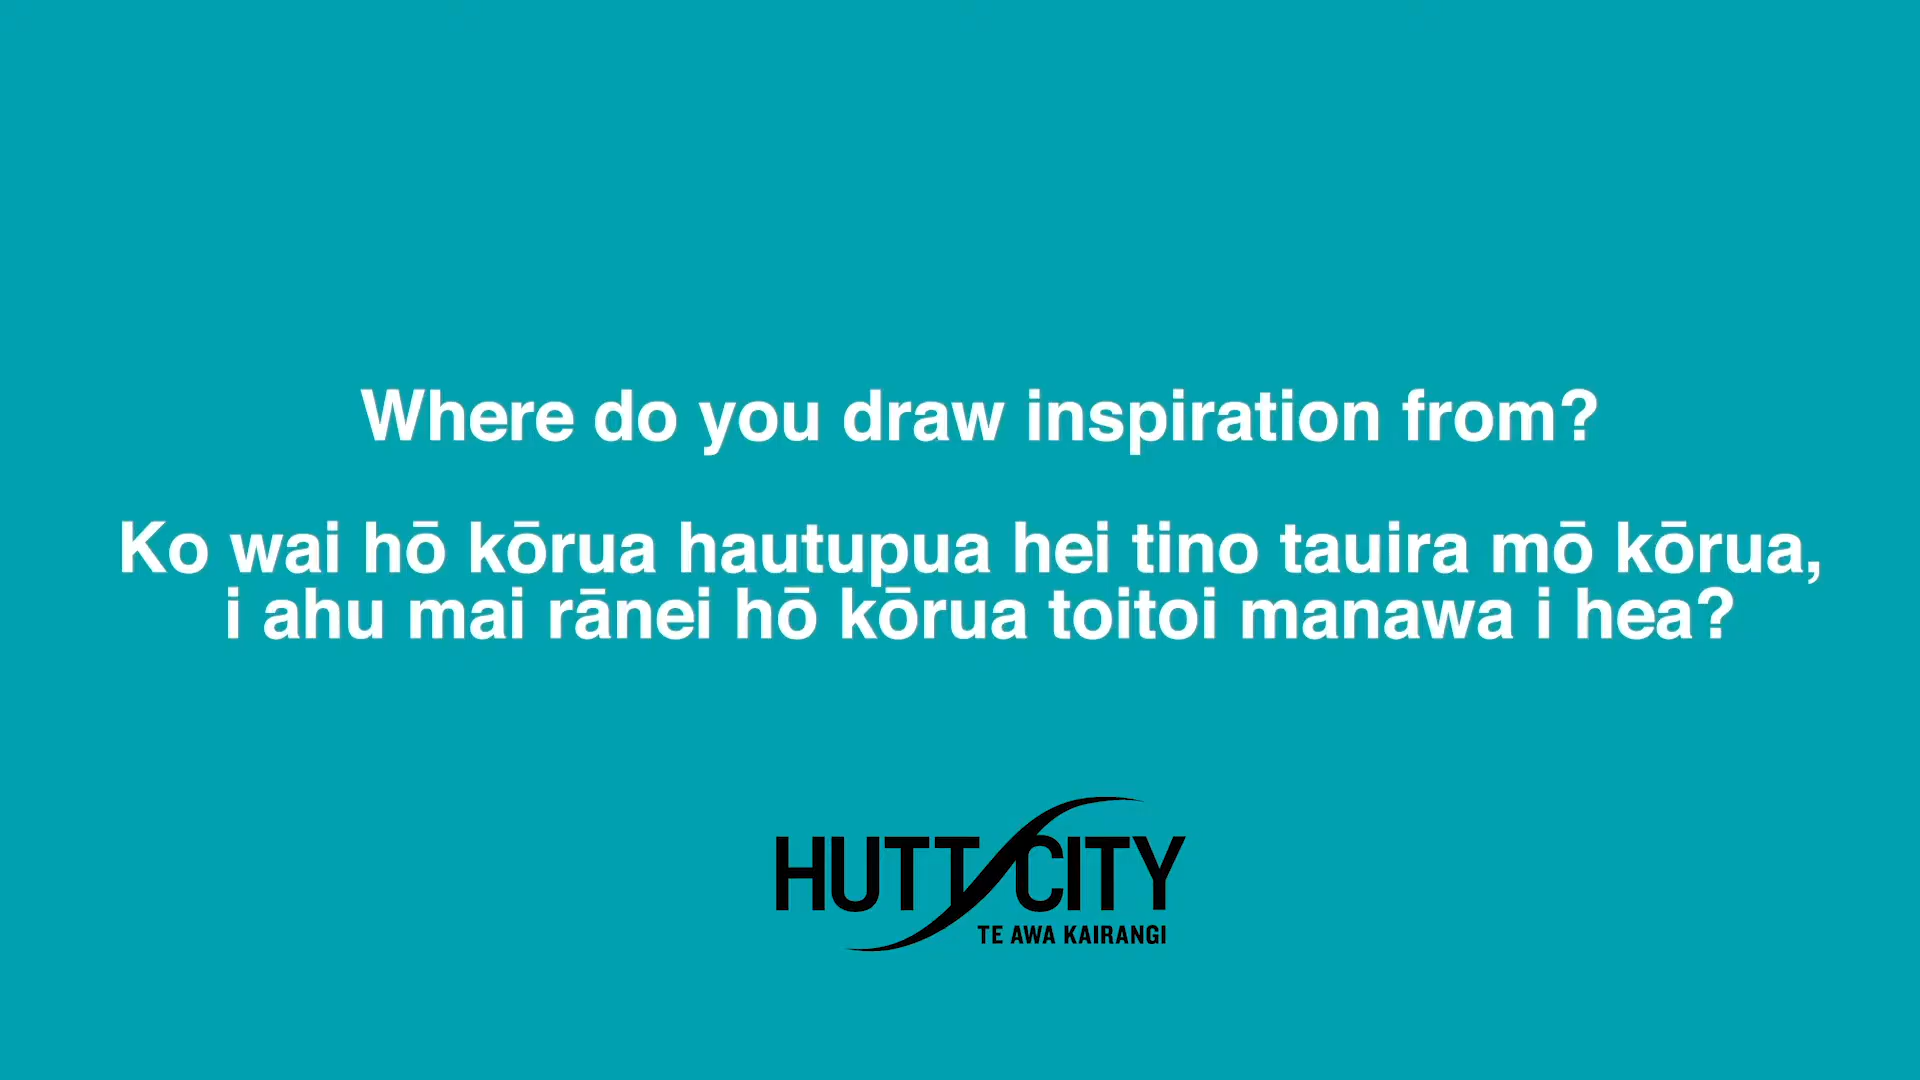 Where do you draw inspiration from?
Ko wai hō kōrua hautupua hei tino tauira mō kōrua,
i ahu mai rānei hō kōrua toitoi manawa i hea?
HUTT CITY
TE AWA KAIRANGI